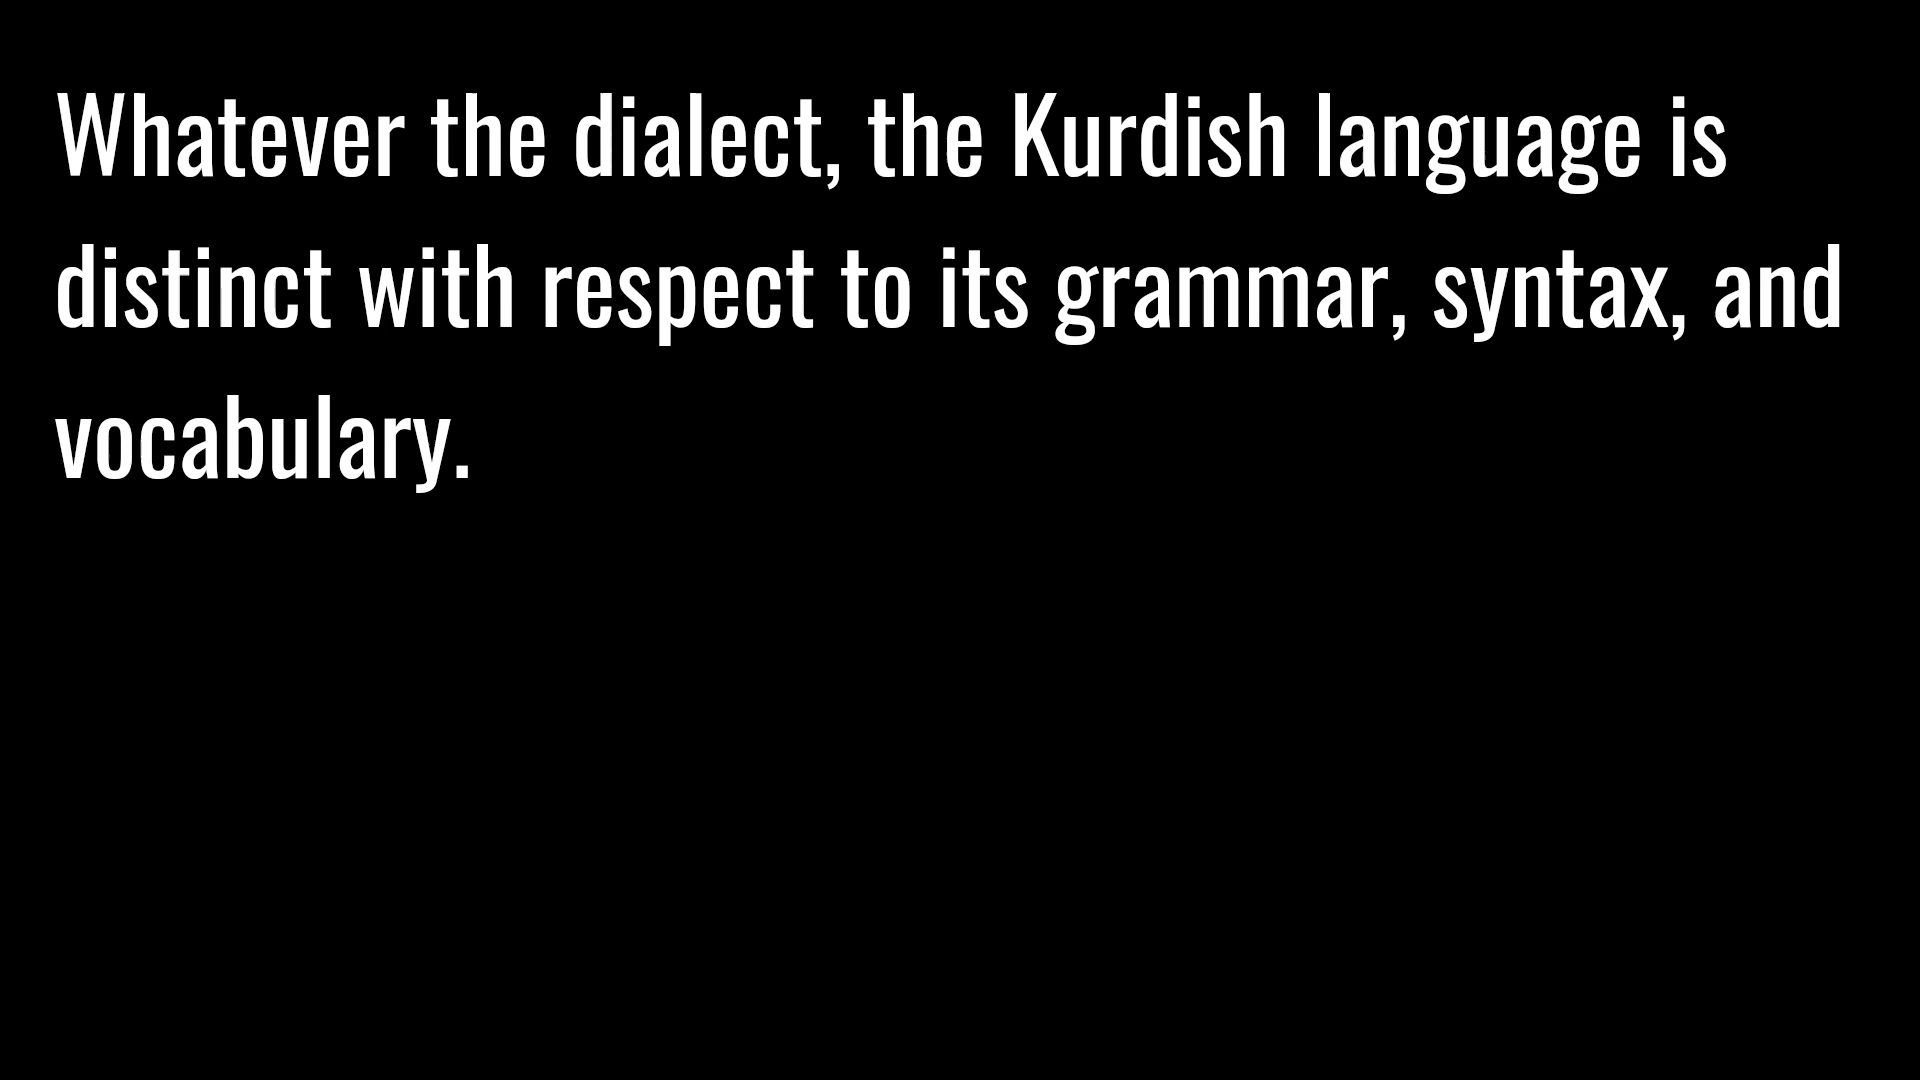 Whatever the dialect, the Kurdish language is
distinct with respect to its grammar, syntax, and
vocabulary.